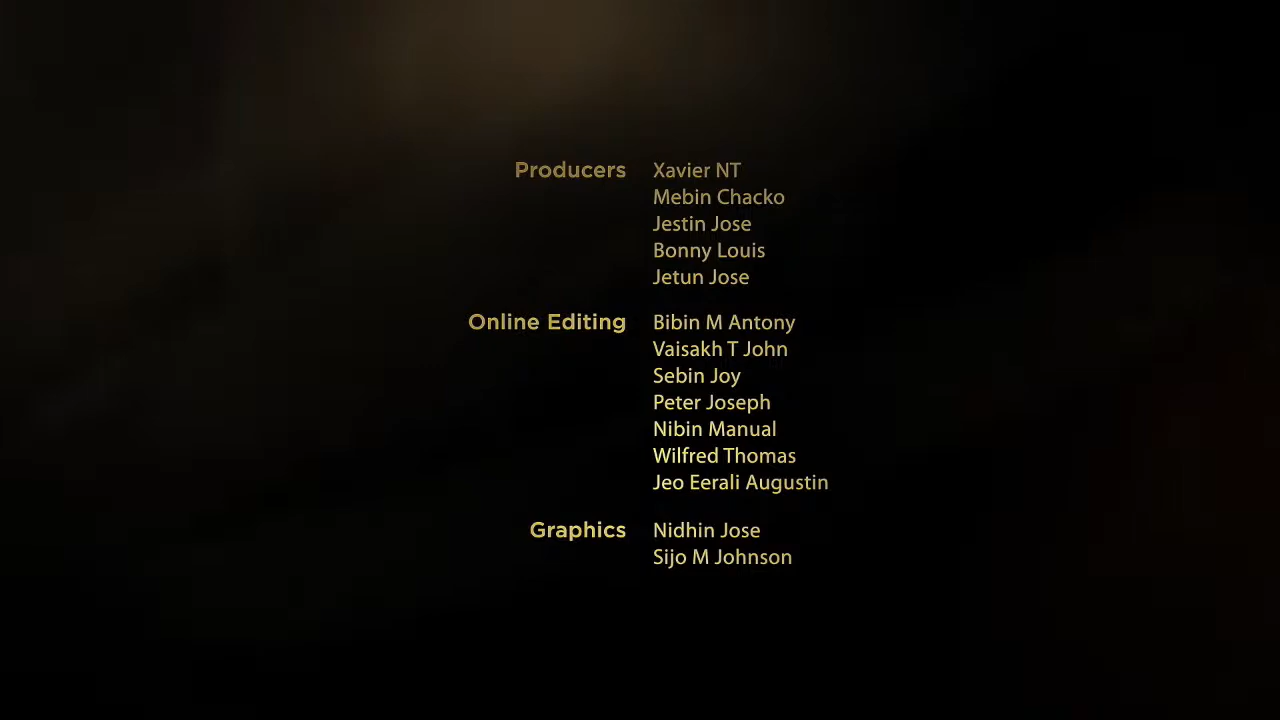 Producers Xavier NT
Mebin Chacko
Jestin Jose
Bonny Louis
Jetun Jose
Online Editing Bibin M Antony
Vaisakh T John
Sebin Joy
Peter Joseph
Nibin Manual
Wilfred Thomas
Jeo Eerali Augustin
Graphics Nidhin Jose
Sijo M Johnson